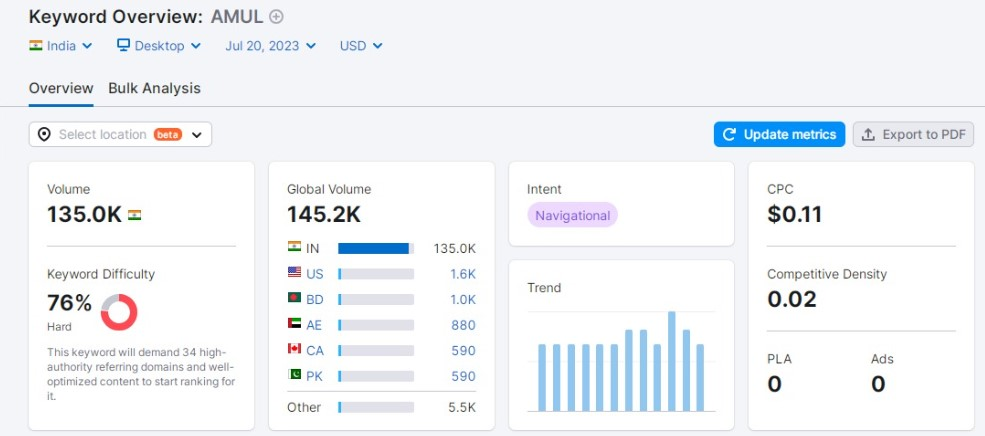 Keyword Overview: AMUL
India Desktop Jul 20, 2023 USD
Overview Bulk Analysis
Select location beta
Update metrics Export to PDF
Volume
135.0K
Keyword Difficulty
76%
Hard
This keyword will demand 34 high-
authority referring domains and well-
optimized content to start ranking for
it.
Global Volume
145.2K
IN 135.0K
US 1.6K
BD 1.0K
AE 880
CA 590
PK 590
Other 5.5K
Intent
Navigational
Trend
CPC
$0.11
Competitive Density
0.02
PLA Ads
0 0